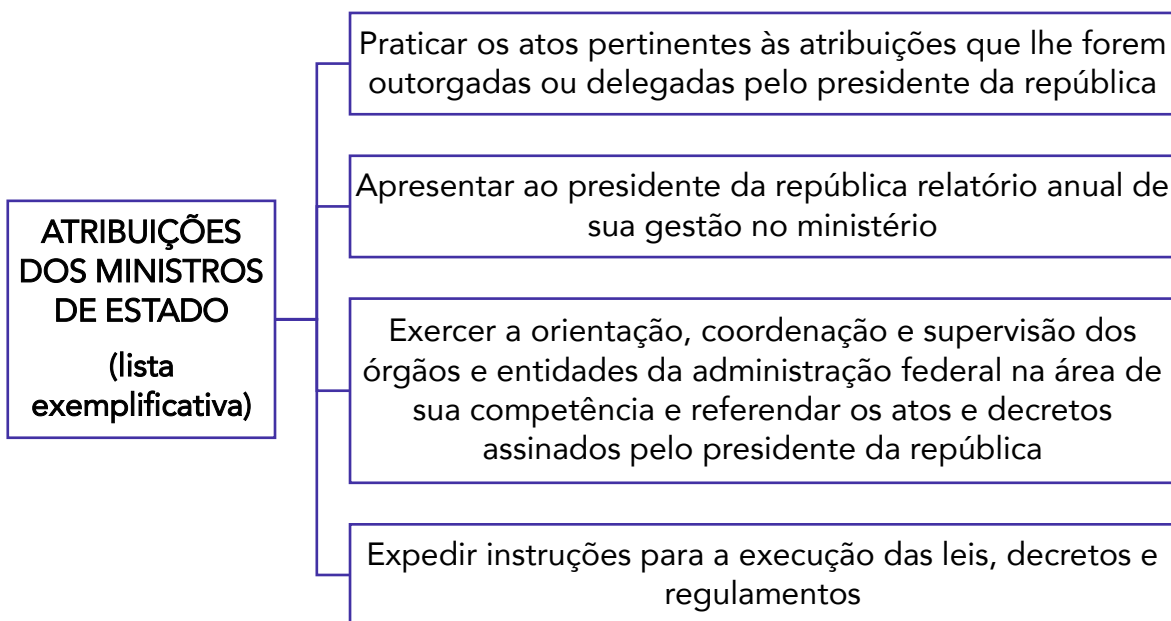 ATRIBUIÇÕES
DOS MINISTROS
DE ESTADO
(lista
exemplificativa)
Praticar os atos pertinentes às atribuições que lhe forem
outorgadas ou delegadas pelo presidente da república
Apresentar ao presidente da república relatório anual de
sua gestão no ministério
Exercer a orientação, coordenação e supervisão dos
órgãos e entidades da administração federal na área de
sua competência e referendar os atos e decretos
assinados pelo presidente da república
Expedir instruções para a execução das leis, decretos e
regulamentos